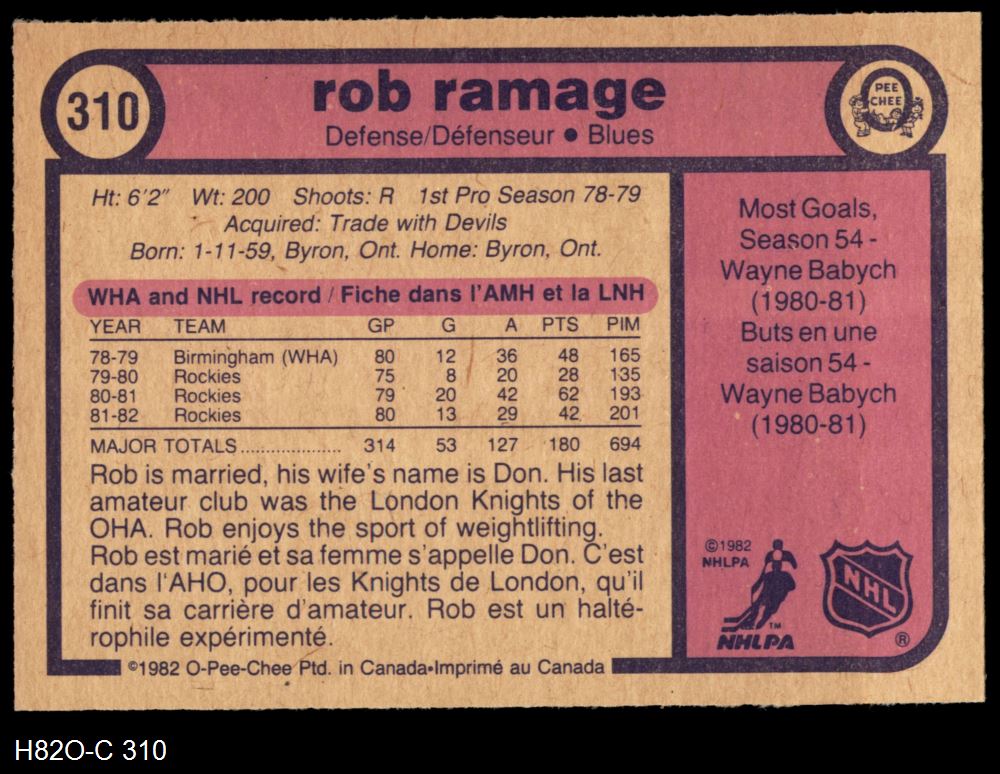 310
rob ramage
Defense/Défenseur • Blues
PEE
CHEE
Ht: 6'2" Wt: 200 Shoots: R 1st Pro Season 78-79
Acquired: Trade with Devils
Born: 1-11-59, Byron, Ont. Home: Byron, Ont.
WHA and NHL record / Fiche dans l'AMH et la LNH
YEAR TEAM GP G A PTS PIM
78-79 Birmingham (WHA) 80 12 36 48 165
79-80 Rockies 75 8 20 28 135
80-81 Rockies 79 20 42 62 193
81-82 Rockies 80 13 29 42 201
MAJOR TOTALS.................... 314 53 127 180 694
Rob is married, his wife's name is Don. His last
amateur club was the London Knights of the
OHA. Rob enjoys the sport of weightlifting.
Rob est marié et sa femme s'appelle Don. C'est
dans l'AHO, pour les Knights de London, qu'il
finit sa carrière d'amateur. Rob est un halté-
rophile expérimenté.
Most Goals,
Season 54 -
Wayne Babych
(1980-81)
Buts en une
saison 54 -
Wayne Babych
(1980-81)
©1982
NHLPA
TM
NHLPA
NHL
®
©1982 O-Pee-Chee Ptd. in Canada•Imprimé au Canada
H82O-C 310